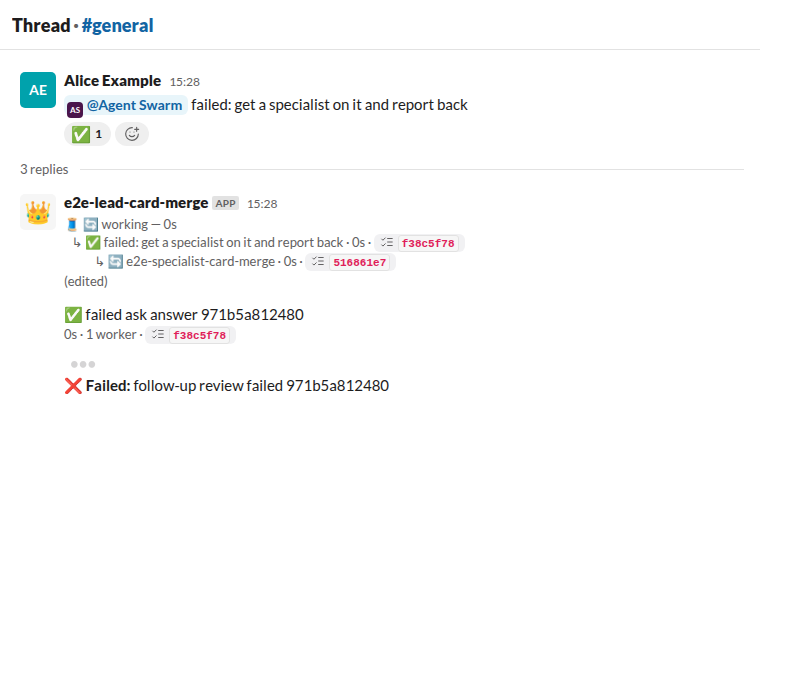 Thread • #general
AE
Alice Example 15:28
AS @Agent Swarm failed: get a specialist on it and report back
✅ 1
3 replies
e2e-lead-card-merge APP 15:28
🧵 🔄 working — 0s
↳ ✅ failed: get a specialist on it and report back · 0s · f38c5f78
↳ 🔄 e2e-specialist-card-merge · 0s · 516861e7
(edited)
✅ failed ask answer 971b5a812480
0s · 1 worker · f38c5f78
❌ Failed: follow-up review failed 971b5a812480